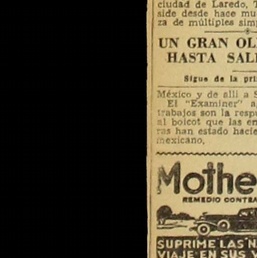 ciudad de Laredo, T
side desde hace mu
za de múltiples sim
UN GRAN OL
HASTA SAL
Sigue de la pri
México y de allí a S
El "Examiner" a
trabajos son la resp
al boicot que las en
ras han estado hacie
mexicano,
Mothe
REMEDIO CONTRA
SUPRIME LAS NA
VIAJE EN SUS V